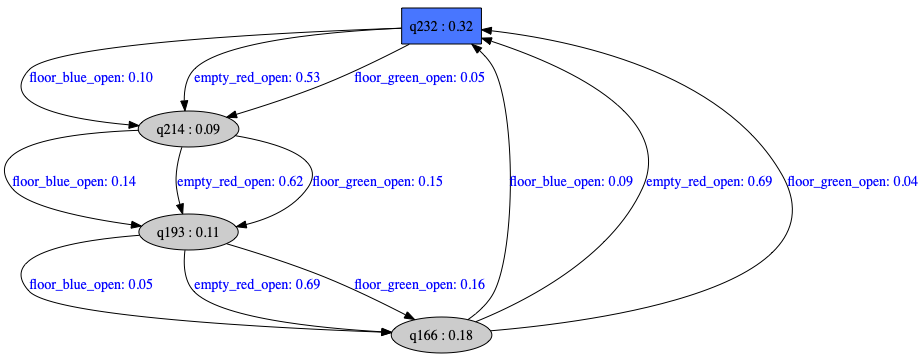 q232 : 0.32
floor_blue_open: 0.10
empty_red_open: 0.53
floor_green_open: 0.05
q214 : 0.09
floor_blue_open: 0.14
empty_red_open: 0.62
floor_green_open: 0.15
floor_blue_open: 0.09
empty_red_open: 0.69
floor_green_open: 0.04
q193 : 0.11
floor_blue_open: 0.05
empty_red_open: 0.69
floor_green_open: 0.16
q166 : 0.18